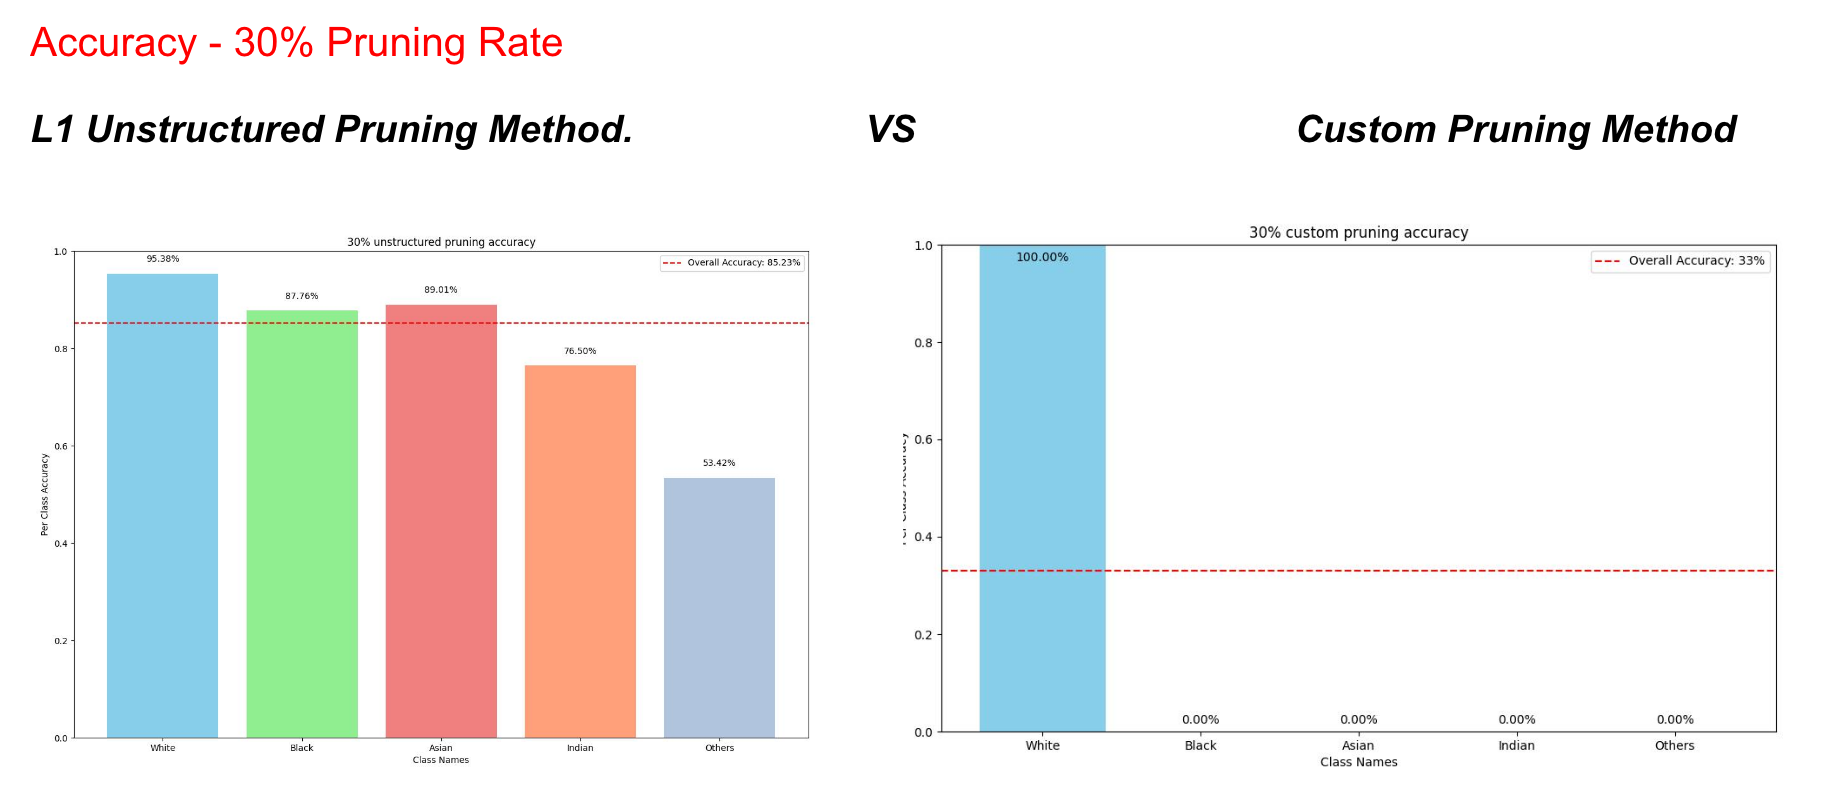 Accuracy - 30% Pruning Rate
L1 Unstructured Pruning Method.
VS
Custom Pruning Method
30% unstructured pruning accuracy
Overall Accuracy: 85.23%
1.0
0.8
0.6
0.4
0.2
0.0
Per Class Accuracy
95.38%
87.76%
89.01%
76.50%
53.42%
White
Black
Asian
Indian
Others
Class Names
30% custom pruning accuracy
Overall Accuracy: 33%
1.0
0.8
0.6
0.4
0.2
0.0
Per Class Accuracy
100.00%
0.00%
0.00%
0.00%
0.00%
White
Black
Asian
Indian
Others
Class Names